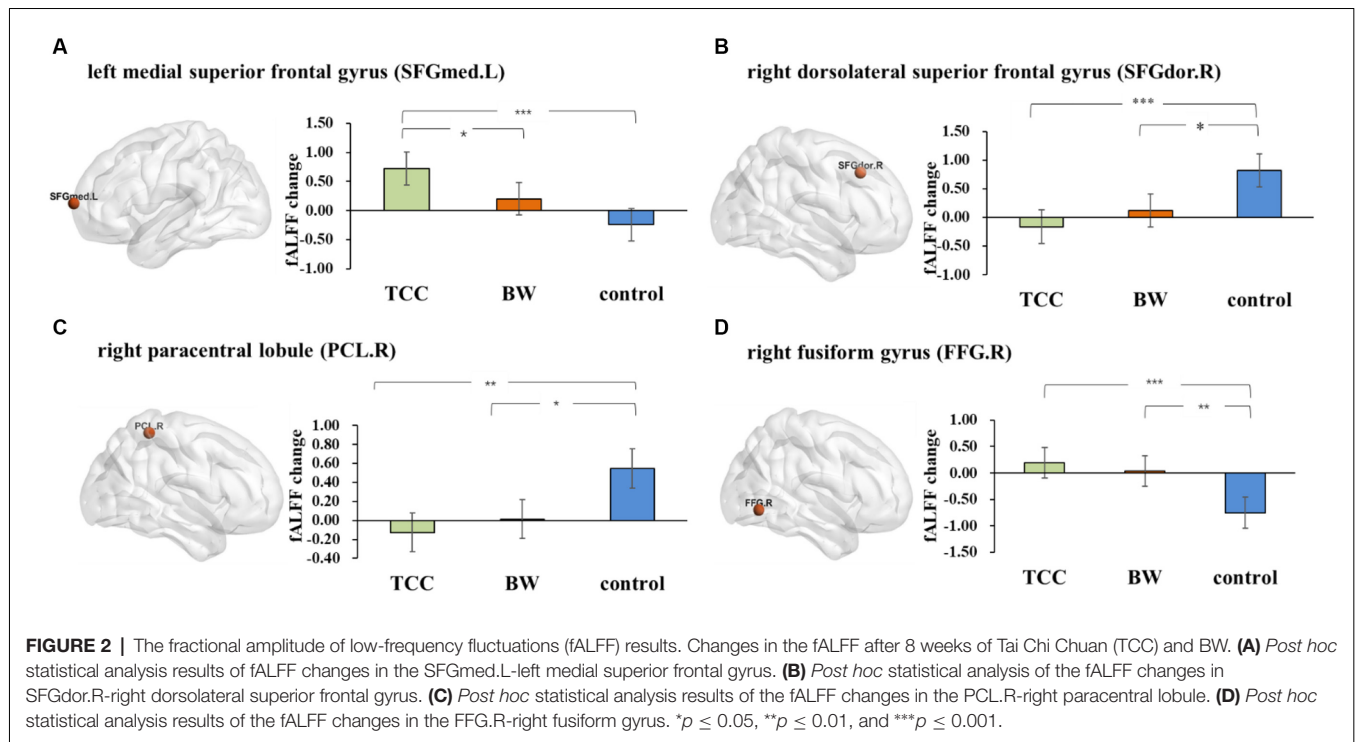 A
left medial superior frontal gyrus (SFGmed.L)
SFGmed.L
fALFF change
1.50
1.00
0.50
0.00
-0.50
-1.00
***
*
TCC BW control
B
right dorsolateral superior frontal gyrus (SFGdor.R)
SFGdor.R
fALFF change
1.50
1.00
0.50
0.00
-0.50
-1.00
***
*
TCC BW control
C
right paracentral lobule (PCL.R)
PCL.R
fALFF change
1.00
0.80
0.60
0.40
0.20
0.00
-0.20
-0.40
**
*
TCC BW control
D
right fusiform gyrus (FFG.R)
FFG.R
fALFF change
1.00
0.50
0.00
-0.50
-1.00
-1.50
***
**
TCC BW control
FIGURE 2 | The fractional amplitude of low-frequency fluctuations (fALFF) results. Changes in the fALFF after 8 weeks of Tai Chi Chuan (TCC) and BW. (A) Post hoc
statistical analysis results of fALFF changes in the SFGmed.L-left medial superior frontal gyrus. (B) Post hoc statistical analysis of the fALFF changes in
SFGdor.R-right dorsolateral superior frontal gyrus. (C) Post hoc statistical analysis results of the fALFF changes in the PCL.R-right paracentral lobule. (D) Post hoc
statistical analysis results of the fALFF changes in the FFG.R-right fusiform gyrus. *p ≤ 0.05, **p ≤ 0.01, and ***p ≤ 0.001.